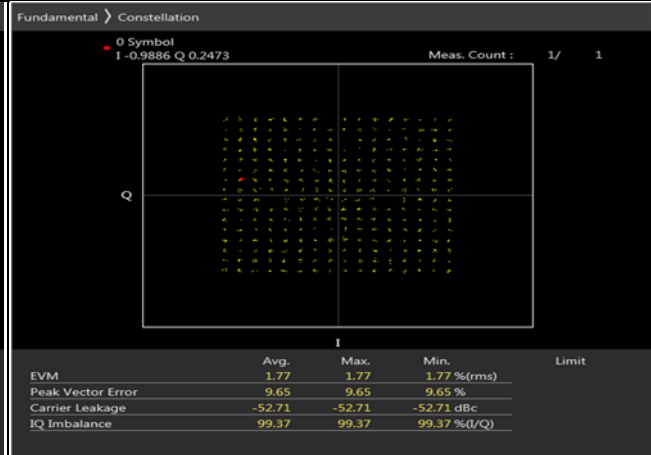 Fundamental 〉 Constellation
0 Symbol
I -0.9886 Q 0.2473 Meas. Count : 1/ 1
Q
I
Avg. Max. Min. Limit
EVM 1.77 1.77 1.77 %(rms)
Peak Vector Error 9.65 9.65 9.65 %
Carrier Leakage -52.71 -52.71 -52.71 dBc
IQ Imbalance 99.37 99.37 99.37 %(I/Q)